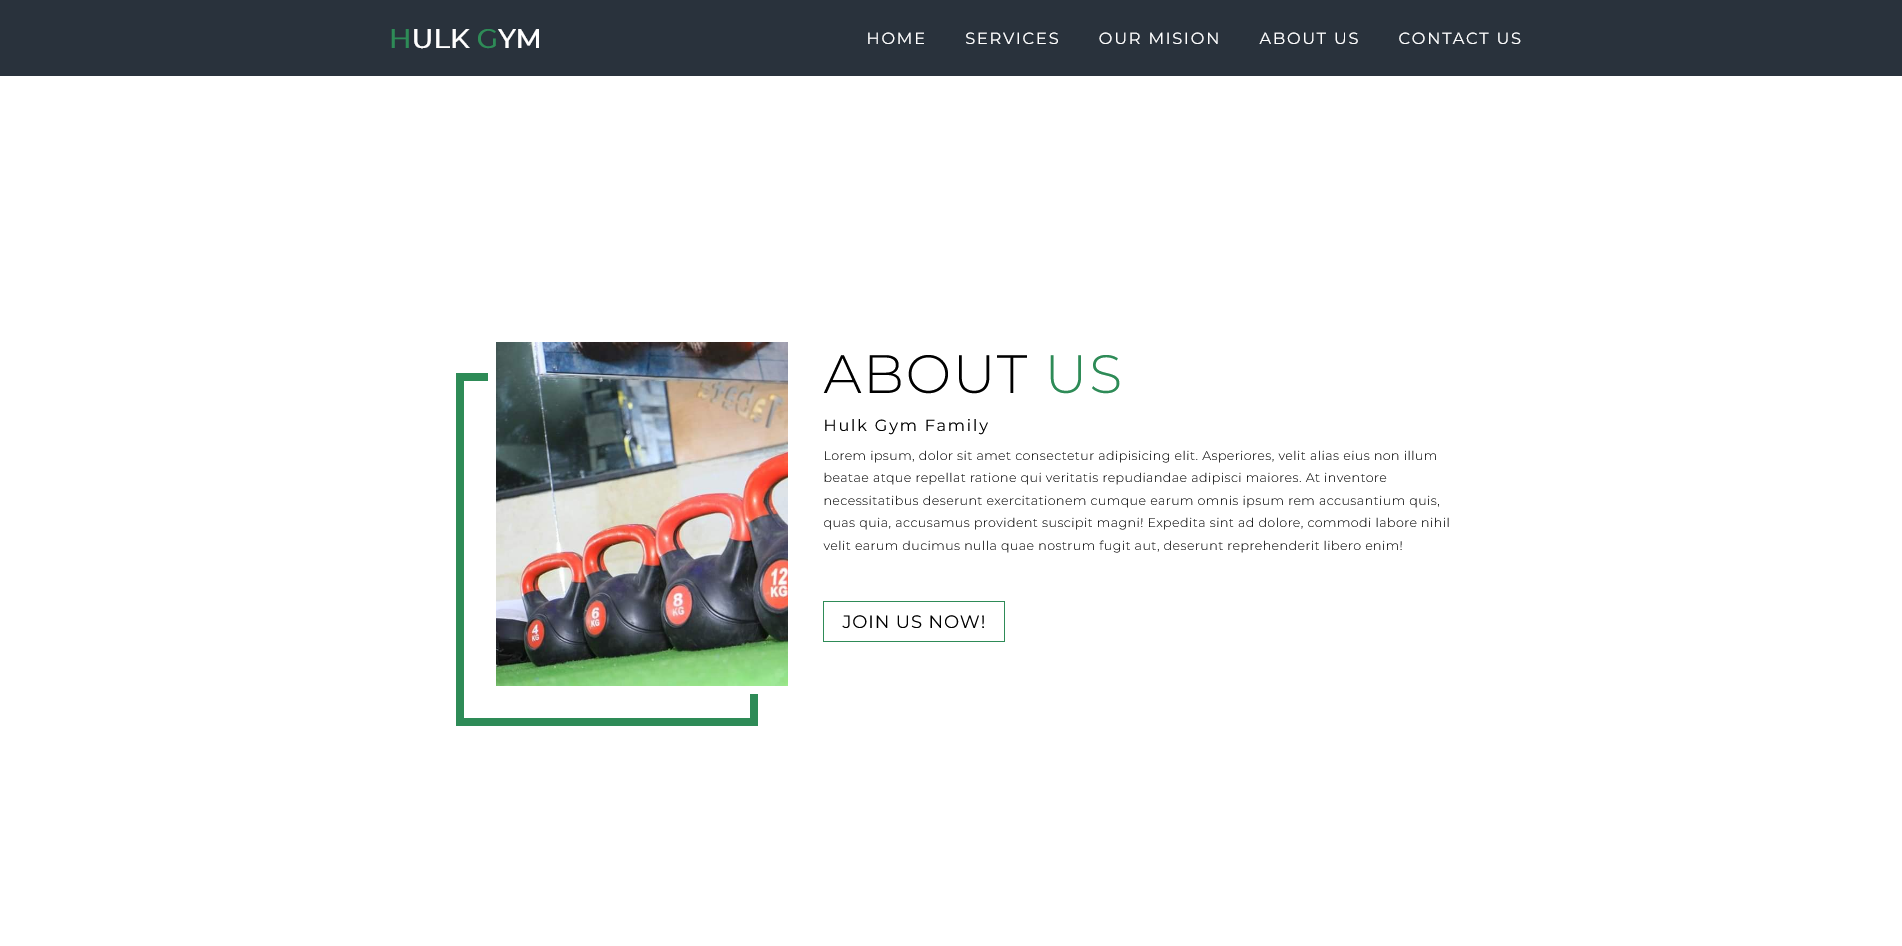 HULK GYM
HOME SERVICES OUR MISION ABOUT US CONTACT US
ABOUT US
Hulk Gym Family
Lorem ipsum, dolor sit amet consectetur adipisicing elit. Asperiores, velit alias eius non illum
beatae atque repellat ratione qui veritatis repudiandae adipisci maiores. At inventore
necessitatibus deserunt exercitationem cumque earum omnis ipsum rem accusantium quis,
quas quia, accusamus provident suscipit magni! Expedita sint ad dolore, commodi labore nihil
velit earum ducimus nulla quae nostrum fugit aut, deserunt reprehenderit libero enim!
JOIN US NOW!
4
KG
6
KG
8
KG
12
KG